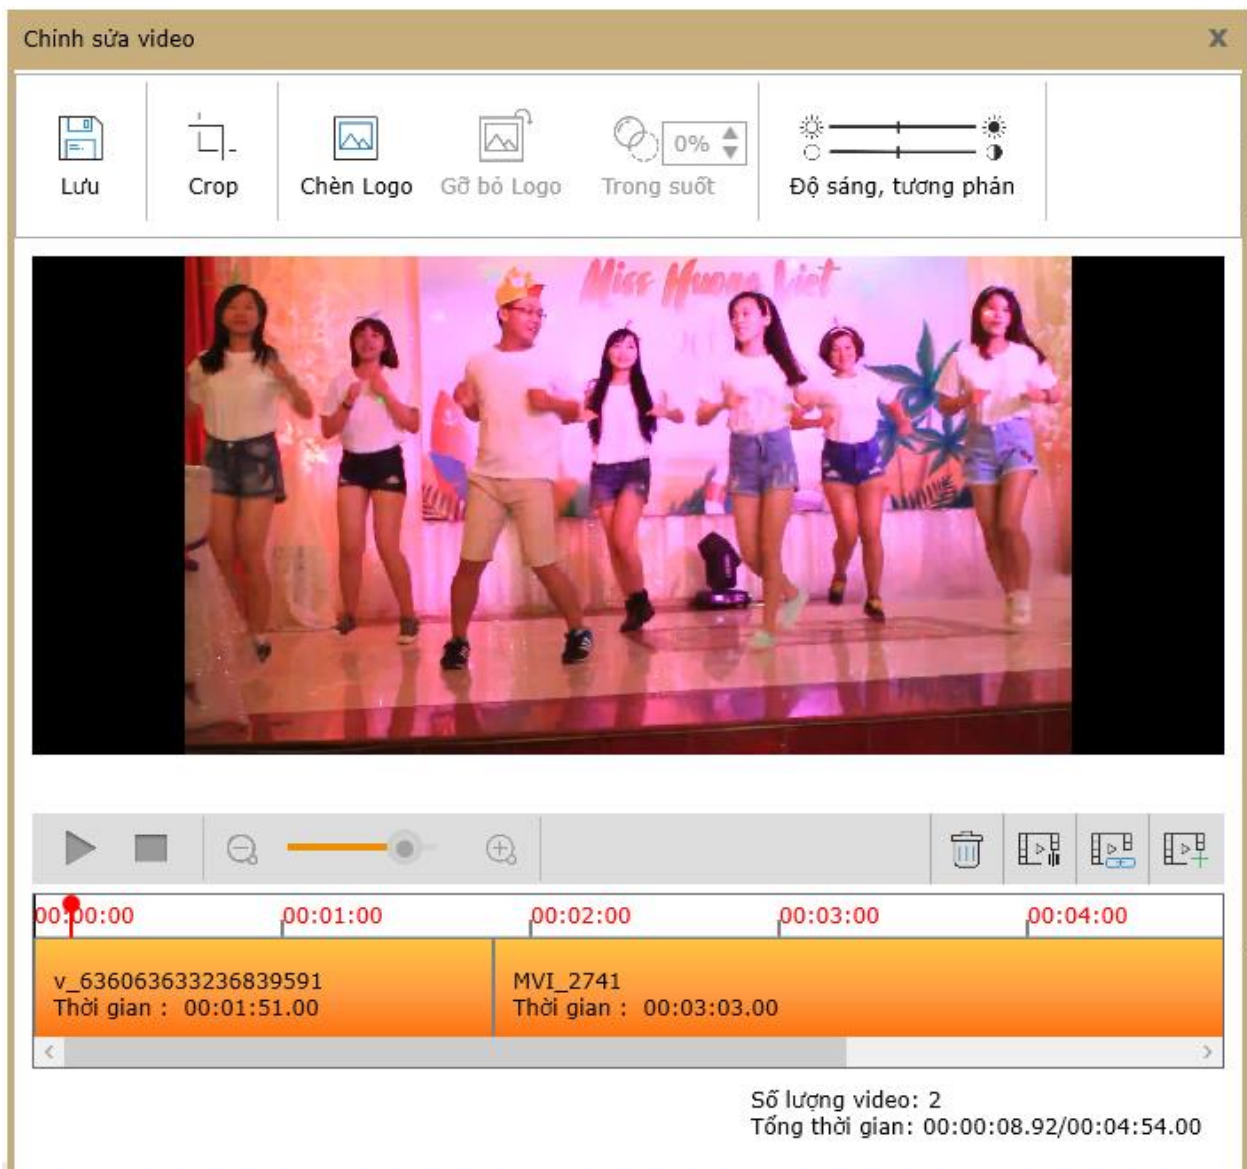 Chỉnh sửa video
X
0%
Lưu
Crop
Chèn Logo
Gỡ bỏ Logo
Trong suốt
Độ sáng, tương phản
Miss Huong Viet
00:00:00
00:01:00
00:02:00
00:03:00
00:04:00
v_636063633236839591
Thời gian : 00:01:51.00
MVI_2741
Thời gian : 00:03:03.00
Số lượng video: 2
Tổng thời gian: 00:00:08.92/00:04:54.00